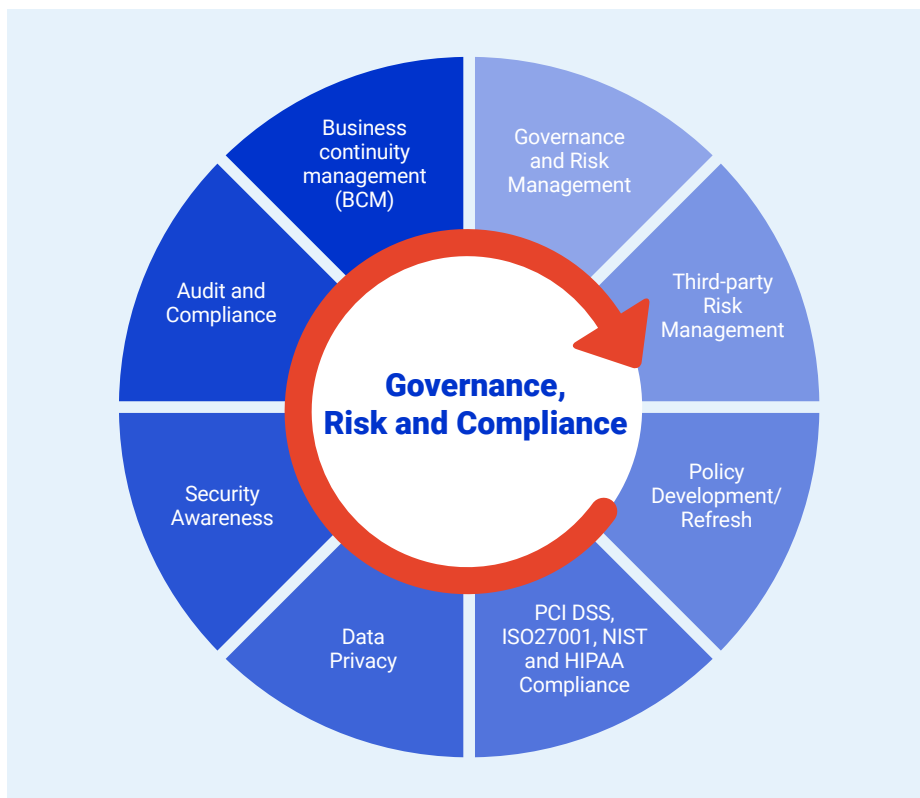 Governance,
Risk and Compliance
Governance
and Risk
Management
Third-party
Risk
Management
Policy
Development/
Refresh
PCI DSS,
ISO27001, NIST
and HIPAA
Compliance
Data
Privacy
Security
Awareness
Audit and
Compliance
Business
continuity
management
(BCM)